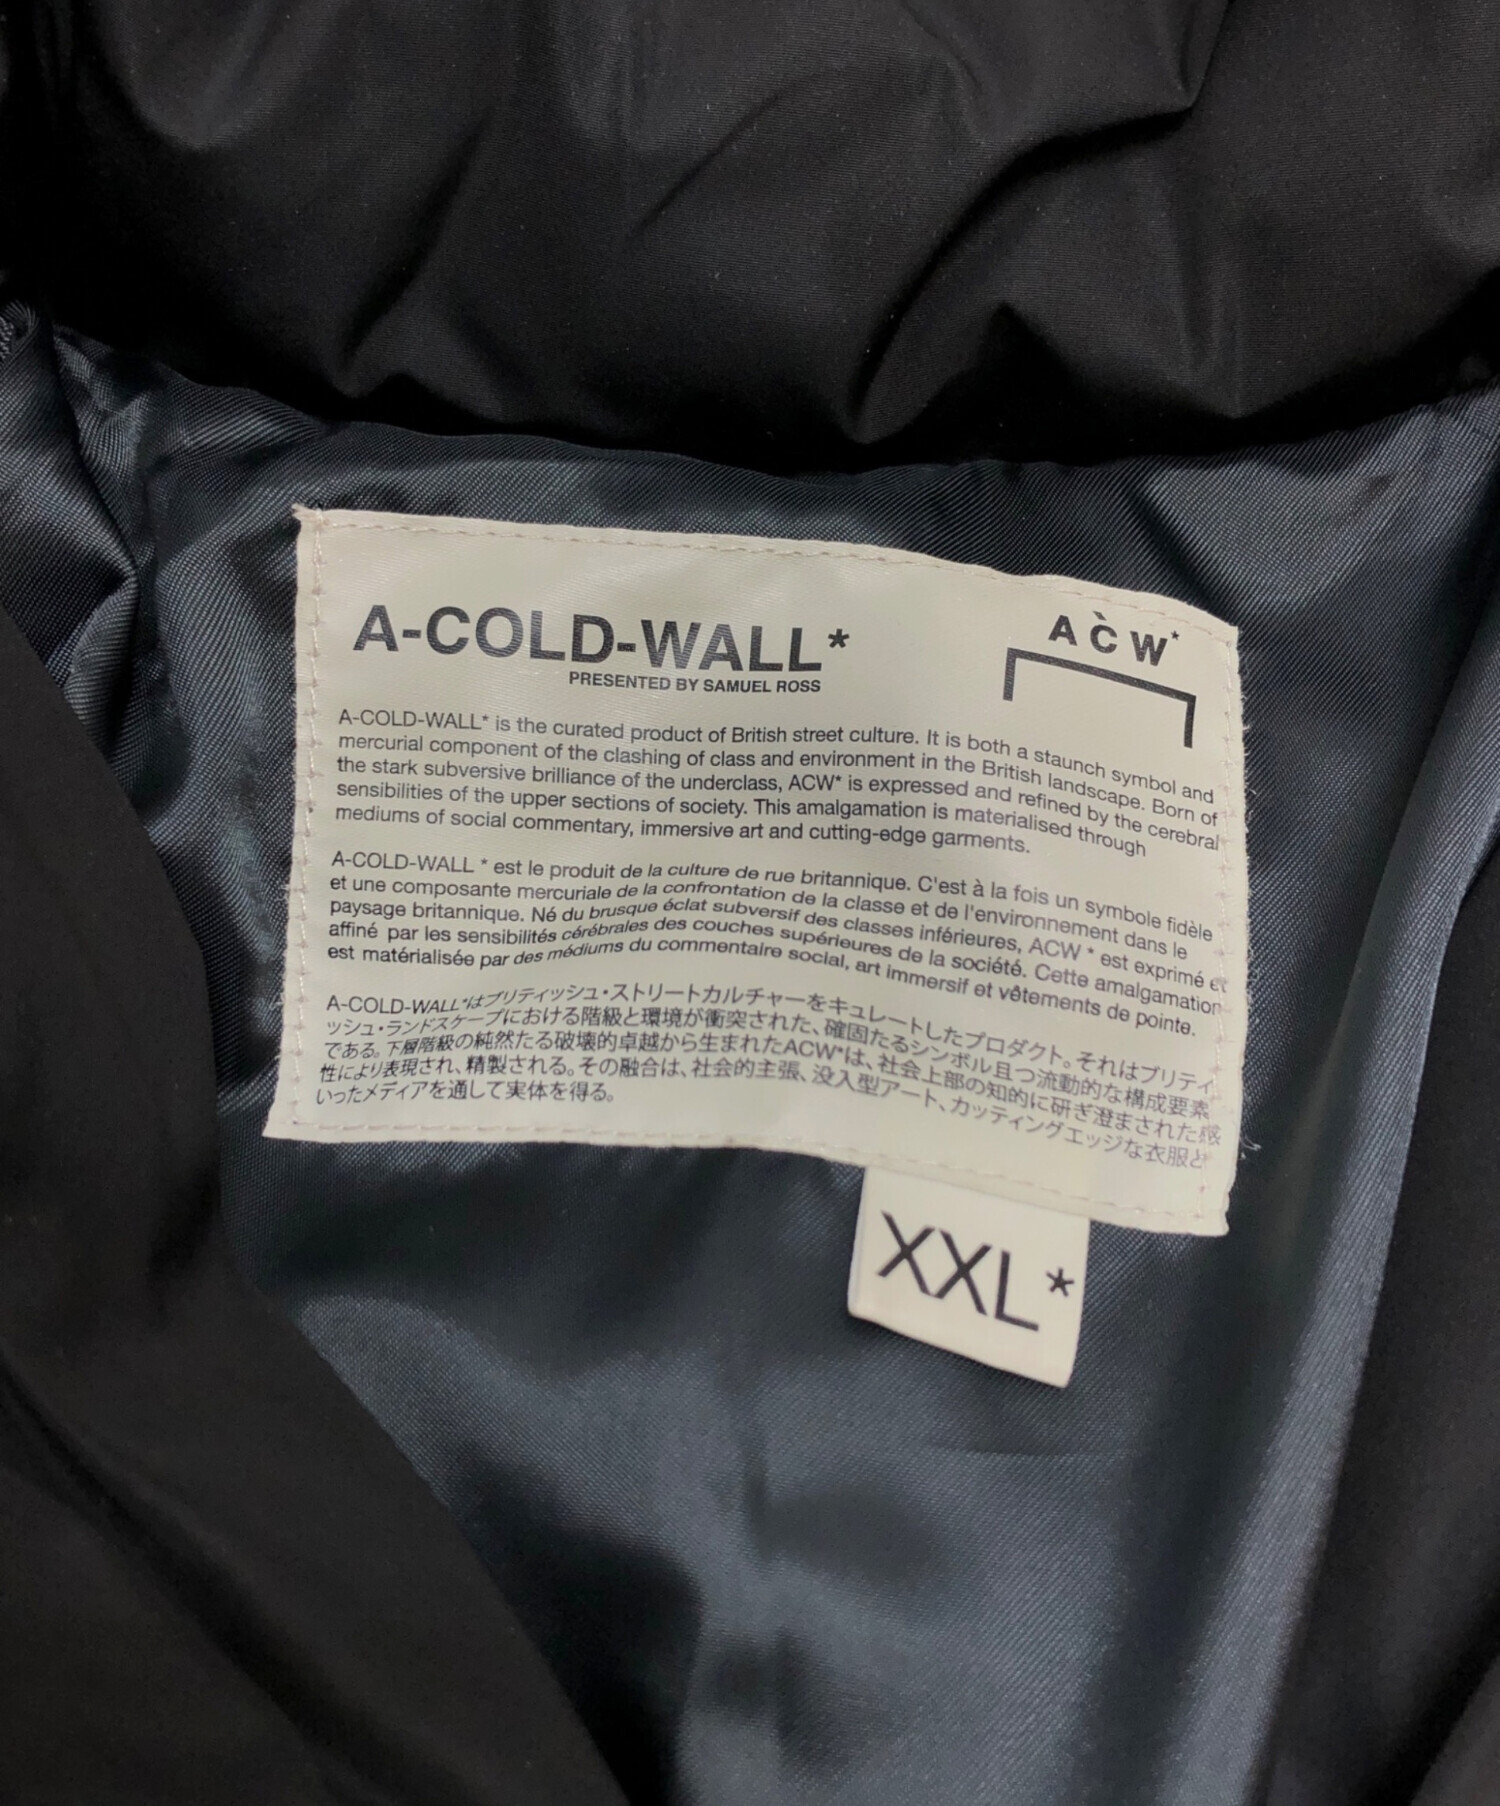 A-COLD-WALL*
PRESENTED BY SAMUEL ROSS
ACW*
A-COLD-WALL* is the curated product of British street culture. It is both a staunch symbol and
mercurial component of the clashing of class and environment in the British landscape. Born of
the stark subversive brilliance of the underclass, ACW* is expressed and refined by the cerebral
sensibilities of the upper sections of society. This amalgamation is materialised through
mediums of social commentary, immersive art and cutting-edge garments.
A-COLD-WALL * est le produit de la culture de rue britannique. C'est à la fois un symbole fidèle
et une composante mercuriale de la confrontation de la classe et de l'environnement dans le
paysage britannique. Né du brusque éclat subversif des classes inférieures, ACW * est exprimé et
affiné par les sensibilités cérébrales des couches supérieures de la société. Cette amalgamation
est matérialisée par des médiums du commentaire social, art immersif et vêtements de pointe.
A-COLD-WALL*はブリティッシュ・ストリートカルチャーをキュレートしたプロダクト。それはブリティ
ッシュ・ランドスケープにおける階級と環境が衝突された、確固たるシンボル且つ流動的な構成要素
である。下層階級の純然たる破壊的卓越から生まれたACW*は、社会上部の知的に研ぎ澄まされた感
性により表現され、精製される。その融合は、社会的主張、没入型アート、カッティングエッジな衣服と
いったメディアを通して実体を得る。
XXL*